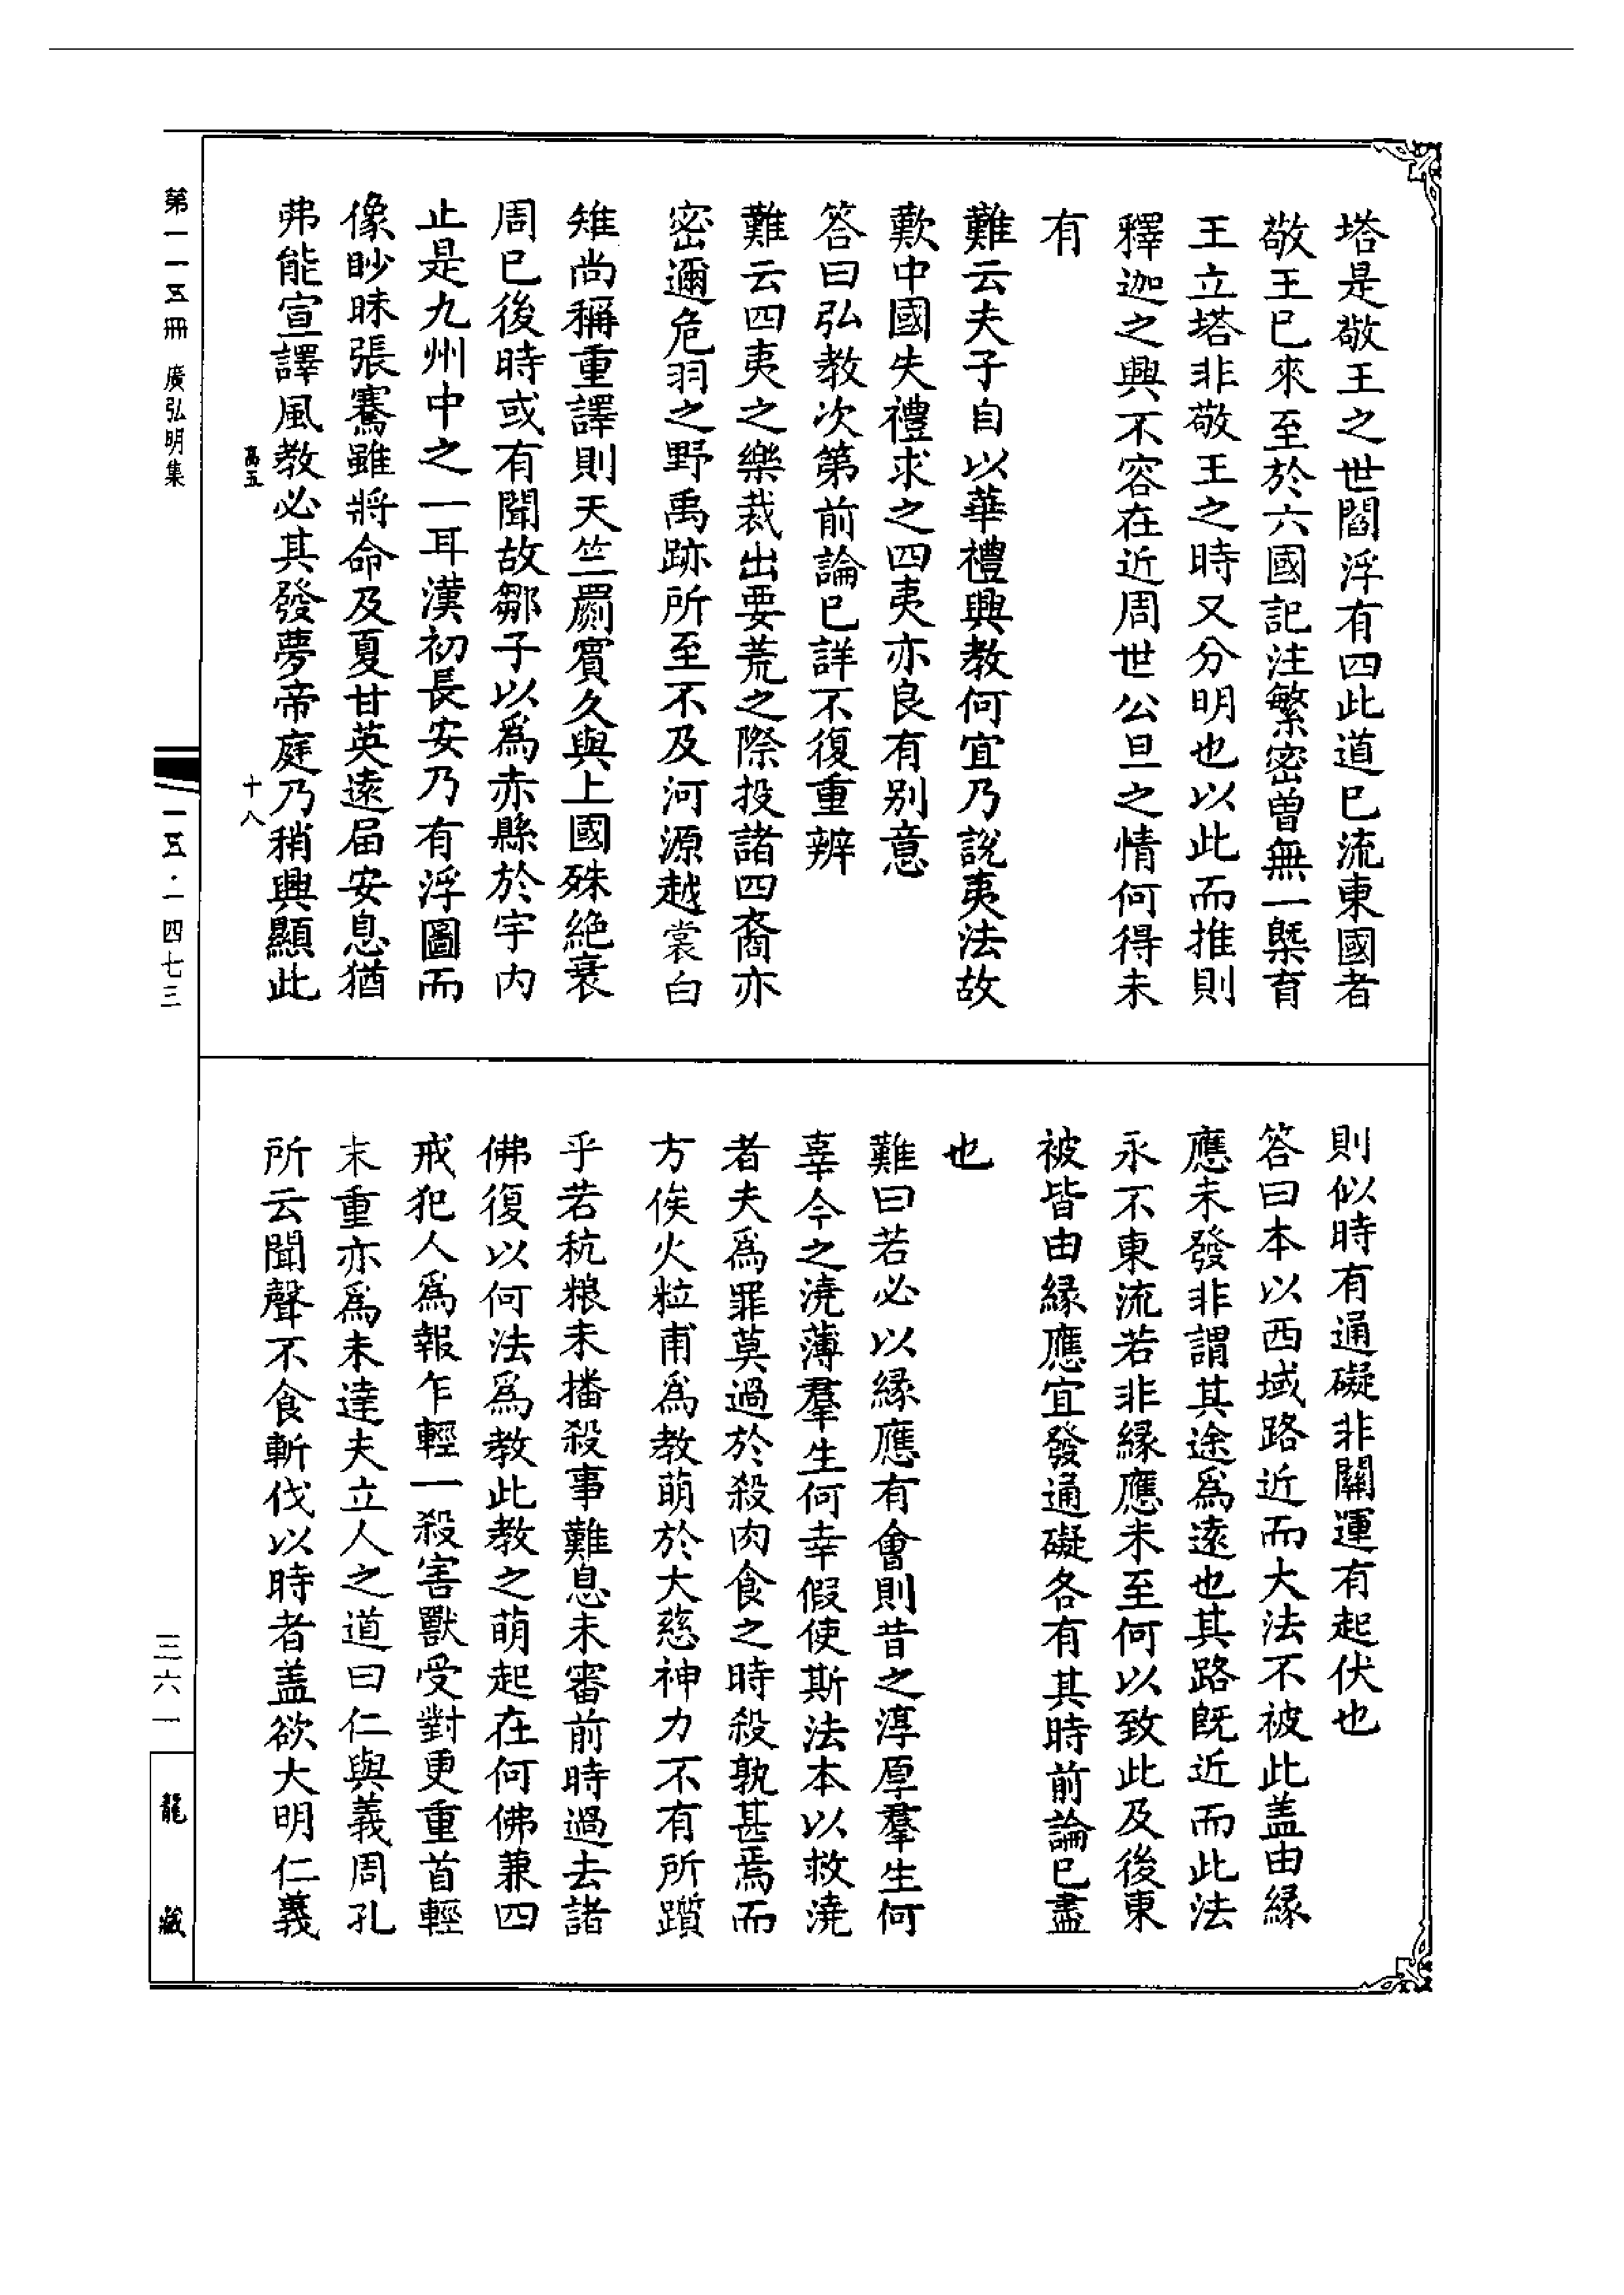 塔是敬王之世閻浮有四此道已流東國者
敬王已來至於六國記注繁密曾無一槩育
王立塔非敬王之時又分明也以此而推則
釋迦之興不容在近周世公旦之情何得未
有
難云夫子自以華禮興教何宜乃說夷法故
歎中國失禮求之四夷亦良有別意
答曰弘教次第前論已詳不復重辨
難云四夷之樂裁出要荒之際投諸四裔亦
密邇危羽之野禹跡所至不及河源越裳白
雉尚稱重譯則天竺罽賓久與上國殊絶衰
周已後時或有聞故鄒子以爲赤縣於宇內
止是九州中之一耳漢初長安乃有浮圖而
像眇昧張騫雖將命及夏甘英遠届安息猶
弗能宣譯風教必其發夢帝庭乃稍興顯此
則似時有通礙非關運有起伏也
答曰本以西域路近而大法不被此盖由緣
應未發非謂其途爲遠也其路旣近而此法
永不東流若非緣應未至何以致此及後東
被皆由緣應宜發通礙各有其時前論已盡
也
難曰若必以緣應有會則昔之淳厚羣生何
辜今之澆薄羣生何幸假使斯法本以救澆
者夫爲罪莫過於殺肉食之時殺孰甚焉而
方俟火粒甫爲教萌於大慈神力不有所躓
乎若秔粮未播殺事難息未審前時過去諸
佛復以何法爲教此教之萌起在何佛兼四
戒犯人爲報乍輕一殺害獸受對更重首輕
末重亦爲未達夫立人之道曰仁與義周孔
所云聞聲不食斬伐以時者盖欲大明仁義
第一一五冊 廣弘明集
高五
十八
一五·一四七三
三六一
龍藏